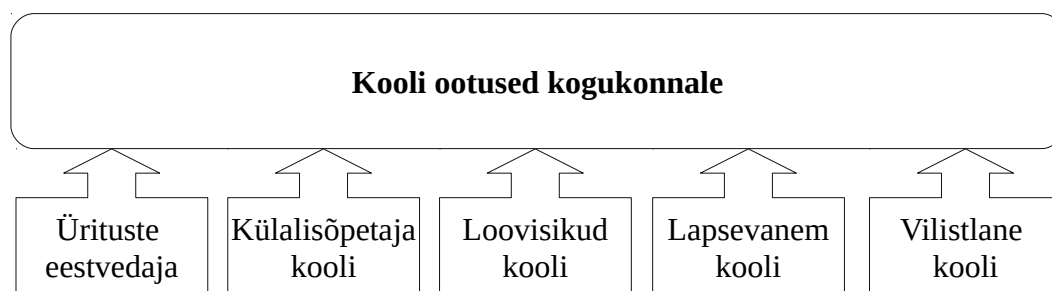 Kooli ootused kogukonnale
Ürituste
eestvedaja
Külalisõpetaja
kooli
Loovisikud
kooli
Lapsevanem
kooli
Vilistlane
kooli